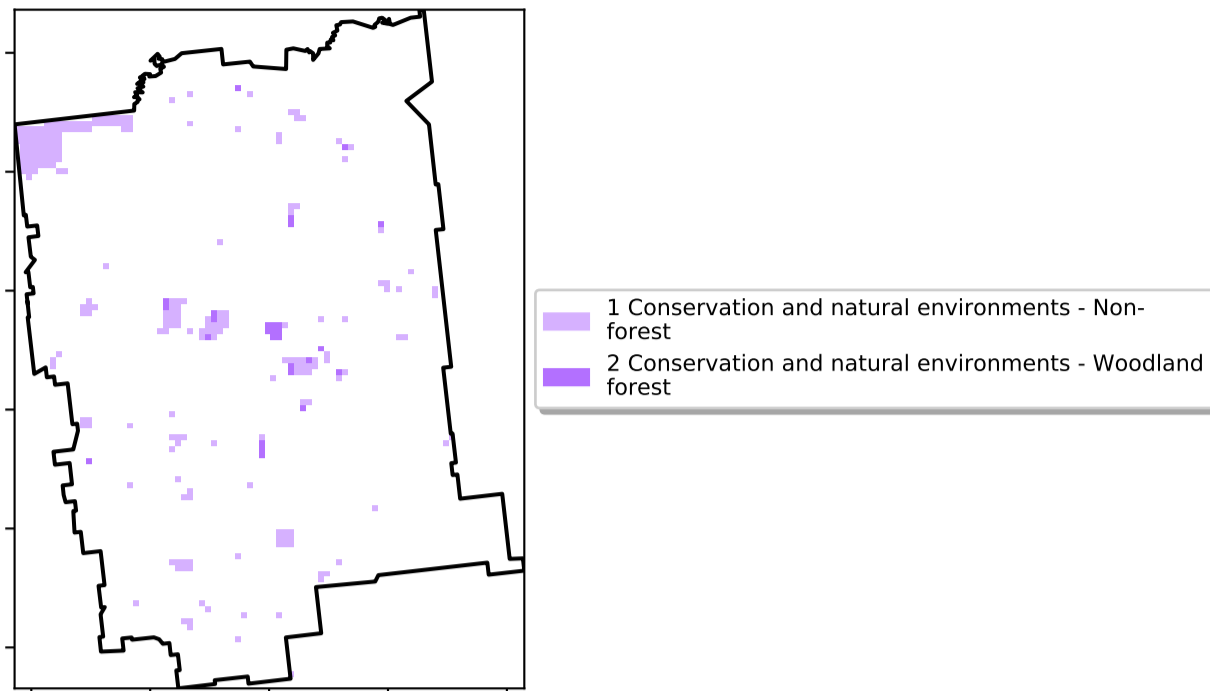 1 Conservation and natural environments - Non-
forest
2 Conservation and natural environments - Woodland
forest